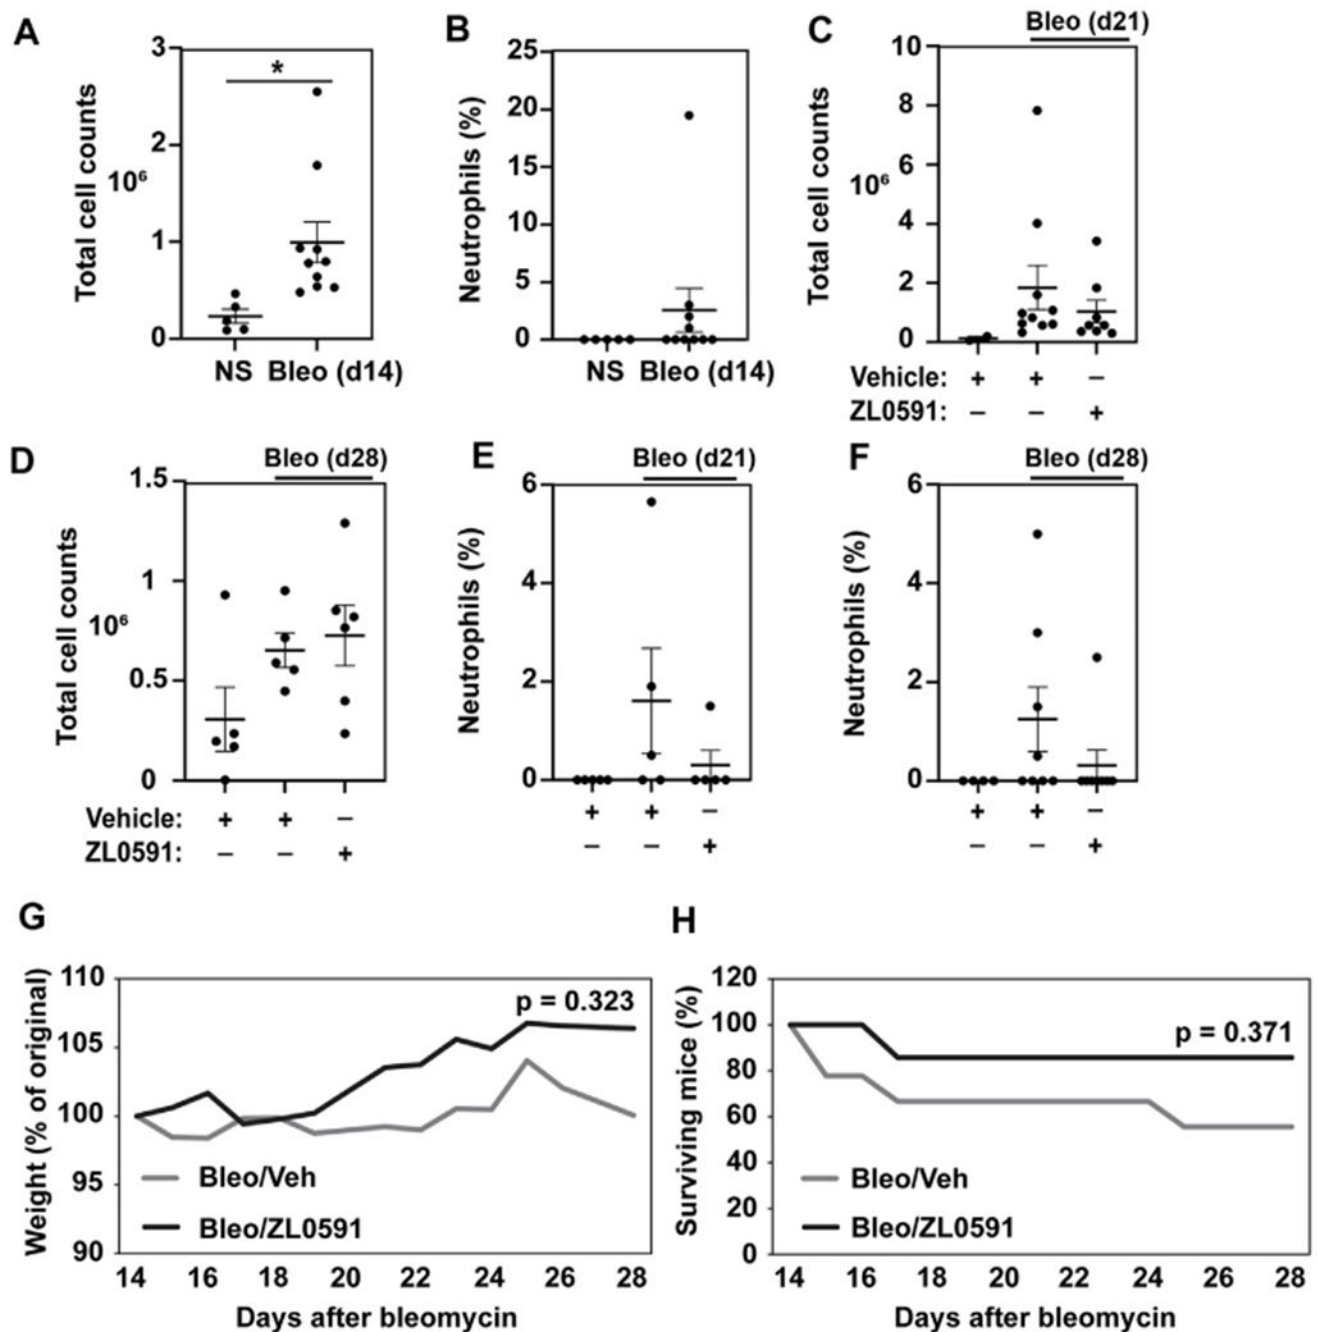 A
3
2
1
0
Total cell counts
10⁶
*
NS Bleo (d14)
B
25
20
15
10
5
0
Neutrophils (%)
NS Bleo (d14)
C
Bleo (d21)
10
8
6
4
2
0
Total cell counts
10⁶
Vehicle: + + −
ZL0591: − − +
D
Bleo (d28)
1.5
1
0.5
0
Total cell counts
10⁶
Vehicle: + + −
ZL0591: − − +
E
Bleo (d21)
6
4
2
0
Neutrophils (%)
+ + −
− − +
F
Bleo (d28)
6
4
2
0
Neutrophils (%)
+ + −
− − +
G
110
105
100
95
90
Weight (% of original)
p = 0.323
Bleo/Veh
Bleo/ZL0591
14 16 18 20 22 24 26 28
Days after bleomycin
H
120
100
80
60
40
20
0
Surviving mice (%)
p = 0.371
Bleo/Veh
Bleo/ZL0591
14 16 18 20 22 24 26 28
Days after bleomycin